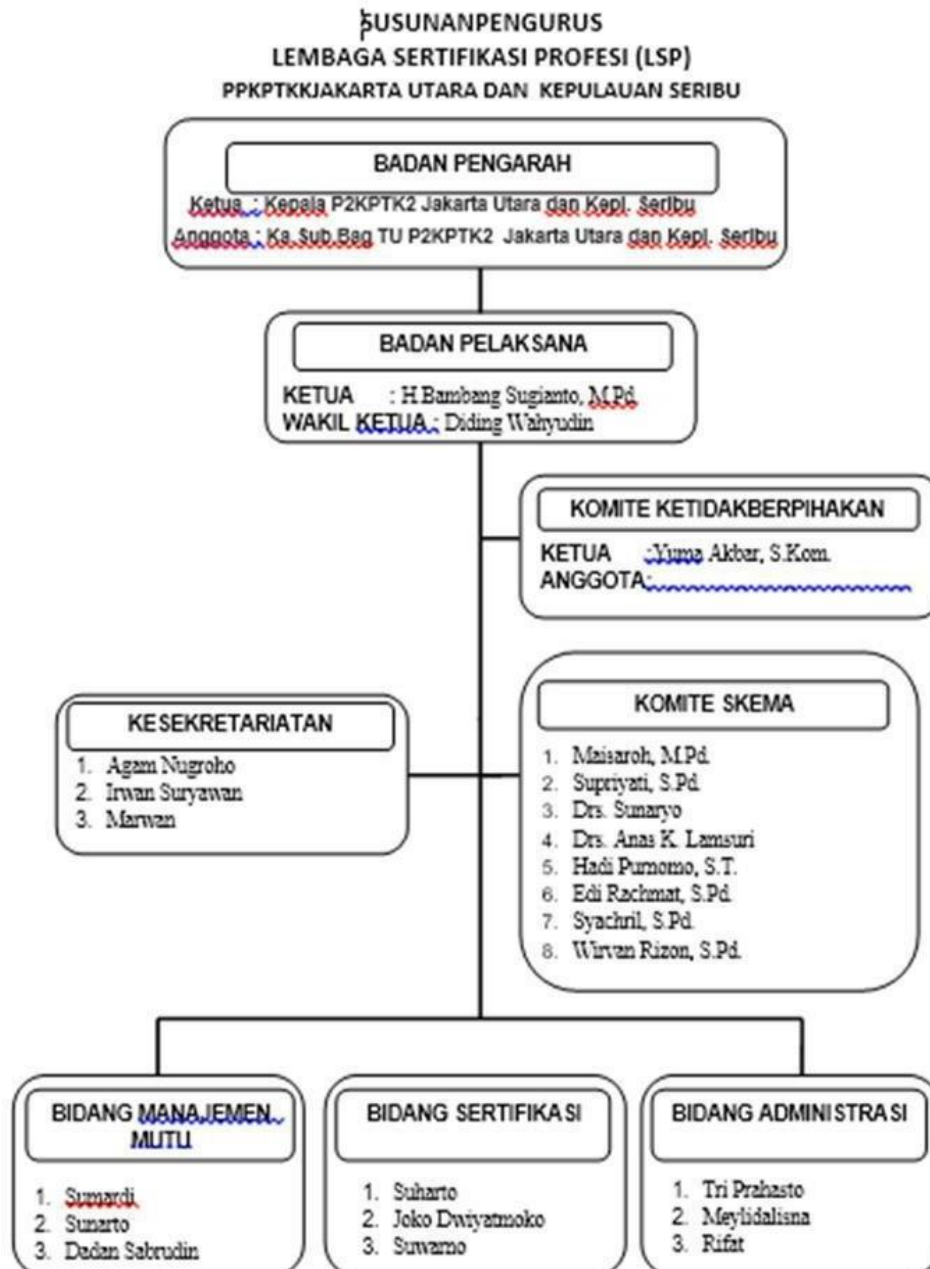 SUSUNANPENGURUS
LEMBAGA SERTIFIKASI PROFESI (LSP)
PPKPTKKJAKARTA UTARA DAN KEPULAUAN SERIBU
BADAN PENGARAH
Ketua : Kepala P2KPTK2 Jakarta Utara dan Kepl. Seribu
Anggota : Ka.Sub.Bag TU P2KPTK2 Jakarta Utara dan Kepl. Seribu
BADAN PELAKSANA
KETUA : H.Bambang Sugianto, M.Pd.
WAKIL KETUA : Diding Wahyudin
KOMITE KETIDAKBERPIHAKAN
KETUA :Yuma Akbar, S.Kom.
ANGGOTA:
KESEKRETARIATAN
1. Agam Nugroho
2. Irwan Suryawan
3. Marwan
KOMITE SKEMA
1. Maisaroh, M.Pd.
2. Supriyati, S.Pd.
3. Drs. Sunaryo
4. Drs. Anas K. Lamsuri
5. Hadi Purnomo, S.T.
6. Edi Rachmat, S.Pd.
7. Syachril, S.Pd.
8. Wirvan Rizon, S.Pd.
BIDANG MANAJEMEN
MUTU
1. Sumardi
2. Sunarto
3. Dadan Sabrudin
BIDANG SERTIFIKASI
1. Suharto
2. Joko Dwiyatmoko
3. Suwarno
BIDANG ADMINISTRASI
1. Tri Prahasto
2. Meylidalisna
3. Rifat